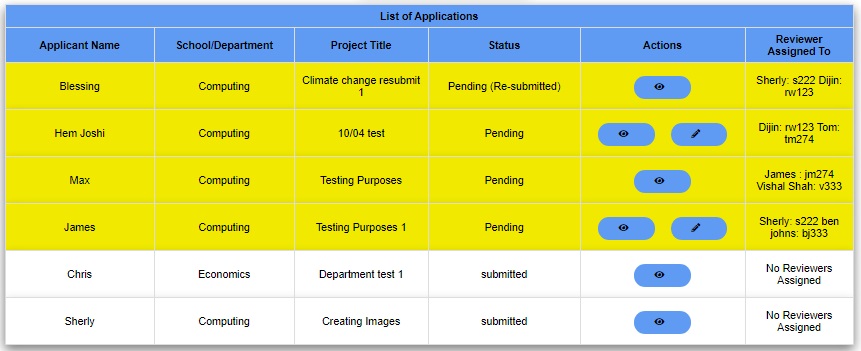 List of Applications
Applicant Name School/Department Project Title Status Actions Reviewer Assigned To
Blessing Computing Climate change resubmit 1 Pending (Re-submitted) Sherly: s222 Dijin: rw123
Hem Joshi Computing 10/04 test Pending Dijin: rw123 Tom: tm274
Max Computing Testing Purposes Pending James : jm274 Vishal Shah: v333
James Computing Testing Purposes 1 Pending Sherly: s222 ben johns: bj333
Chris Economics Department test 1 submitted No Reviewers Assigned
Sherly Computing Creating Images submitted No Reviewers Assigned